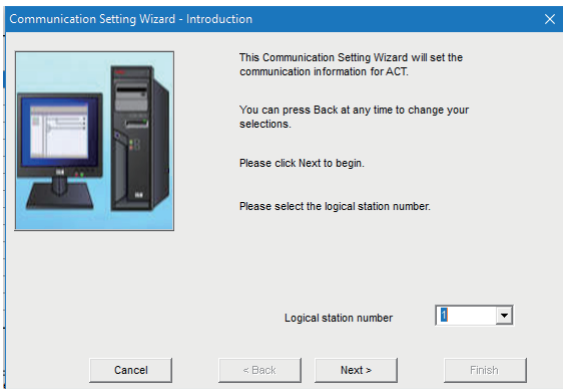 Communication Setting Wizard - Introduction
This Communication Setting Wizard will set the
communication information for ACT.
You can press Back at any time to change your
selections.
Please click Next to begin.
Please select the logical station number.
Logical station number 1
Cancel < Back Next > Finish